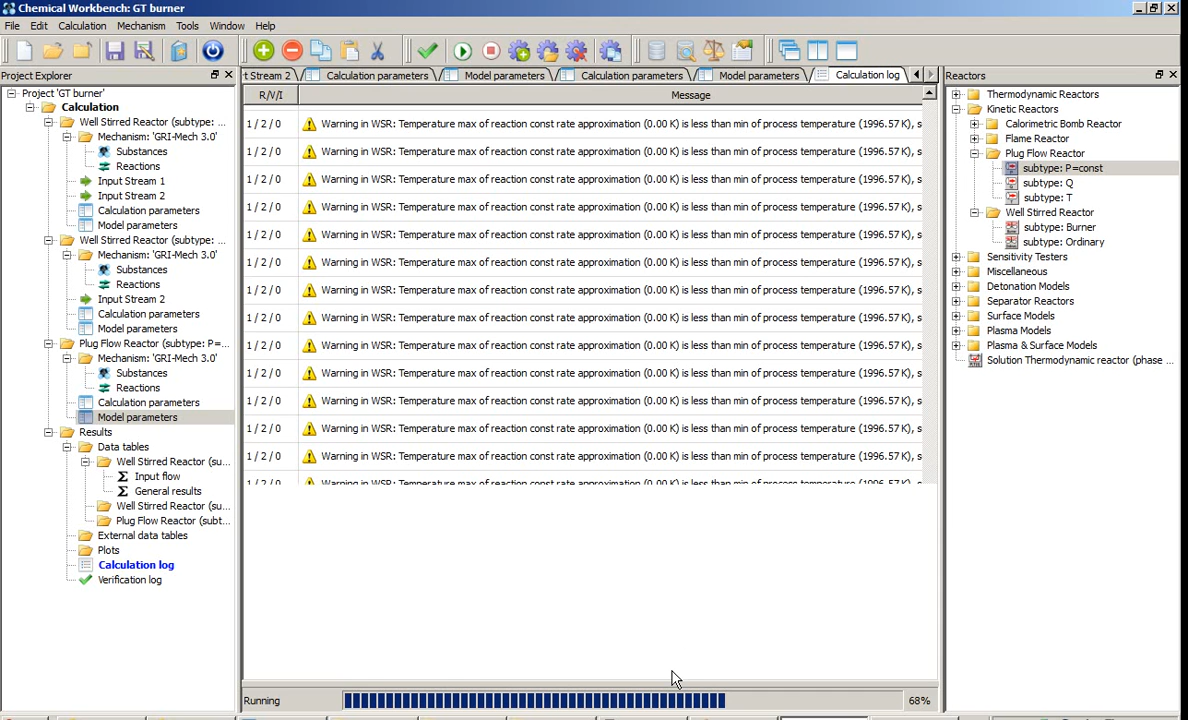 Chemical Workbench: GT burner
File Edit Calculation Mechanism Tools Window Help
Project Explorer
Project 'GT burner'
Calculation
Well Stirred Reactor (subtype: ...
Mechanism: 'GRI-Mech 3.0'
Substances
Reactions
Input Stream 1
Input Stream 2
Calculation parameters
Model parameters
Well Stirred Reactor (subtype: ...
Mechanism: 'GRI-Mech 3.0'
Substances
Reactions
Input Stream 2
Calculation parameters
Model parameters
Plug Flow Reactor (subtype: P=...
Mechanism: 'GRI-Mech 3.0'
Substances
Reactions
Calculation parameters
Model parameters
Results
Data tables
Well Stirred Reactor (su...
Input flow
General results
Well Stirred Reactor (su...
Plug Flow Reactor (subt...
External data tables
Plots
Calculation log
Verification log
t Stream 2 Calculation parameters Model parameters Calculation parameters Model parameters Calculation log
R/V/I Message
1 / 2 / 0 Warning in WSR: Temperature max of reaction const rate approximation (0.00 K) is less than min of process temperature (1996.57 K), s
1 / 2 / 0 Warning in WSR: Temperature max of reaction const rate approximation (0.00 K) is less than min of process temperature (1996.57 K), s
1 / 2 / 0 Warning in WSR: Temperature max of reaction const rate approximation (0.00 K) is less than min of process temperature (1996.57 K), s
1 / 2 / 0 Warning in WSR: Temperature max of reaction const rate approximation (0.00 K) is less than min of process temperature (1996.57 K), s
1 / 2 / 0 Warning in WSR: Temperature max of reaction const rate approximation (0.00 K) is less than min of process temperature (1996.57 K), s
1 / 2 / 0 Warning in WSR: Temperature max of reaction const rate approximation (0.00 K) is less than min of process temperature (1996.57 K), s
1 / 2 / 0 Warning in WSR: Temperature max of reaction const rate approximation (0.00 K) is less than min of process temperature (1996.57 K), s
1 / 2 / 0 Warning in WSR: Temperature max of reaction const rate approximation (0.00 K) is less than min of process temperature (1996.57 K), s
1 / 2 / 0 Warning in WSR: Temperature max of reaction const rate approximation (0.00 K) is less than min of process temperature (1996.57 K), s
1 / 2 / 0 Warning in WSR: Temperature max of reaction const rate approximation (0.00 K) is less than min of process temperature (1996.57 K), s
1 / 2 / 0 Warning in WSR: Temperature max of reaction const rate approximation (0.00 K) is less than min of process temperature (1996.57 K), s
1 / 2 / 0 Warning in WSR: Temperature max of reaction const rate approximation (0.00 K) is less than min of process temperature (1996.57 K), s
1 / 2 / 0 Warning in WSR: Temperature max of reaction const rate approximation (0.00 K) is less than min of process temperature (1996.57 K), s
1 / 2 / 0 Warning in WSR: Temperature max of reaction const rate approximation (0.00 K) is less than min of process temperature (1996.57 K), s
Running 68%
Reactors
Thermodynamic Reactors
Kinetic Reactors
Calorimetric Bomb Reactor
Flame Reactor
Plug Flow Reactor
subtype: P=const
subtype: Q
subtype: T
Well Stirred Reactor
subtype: Burner
subtype: Ordinary
Sensitivity Testers
Miscellaneous
Detonation Models
Separator Reactors
Surface Models
Plasma Models
Plasma & Surface Models
Solution Thermodynamic reactor (phase ...